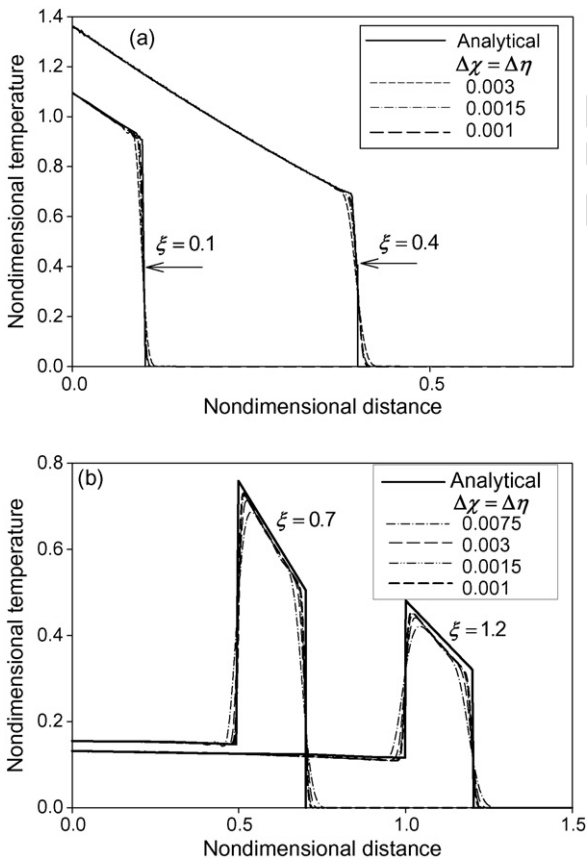 (a)
Analytical
Δχ = Δη
0.003
0.0015
0.001
ξ = 0.1
ξ = 0.4
Nondimensional temperature
1.4
1.2
1.0
0.8
0.6
0.4
0.2
0.0
0.0 0.5
Nondimensional distance
(b)
Analytical
Δχ = Δη
0.0075
0.003
0.0015
0.001
ξ = 0.7
ξ = 1.2
Nondimensional temperature
0.8
0.6
0.4
0.2
0.0
0.0 0.5 1.0 1.5
Nondimensional distance